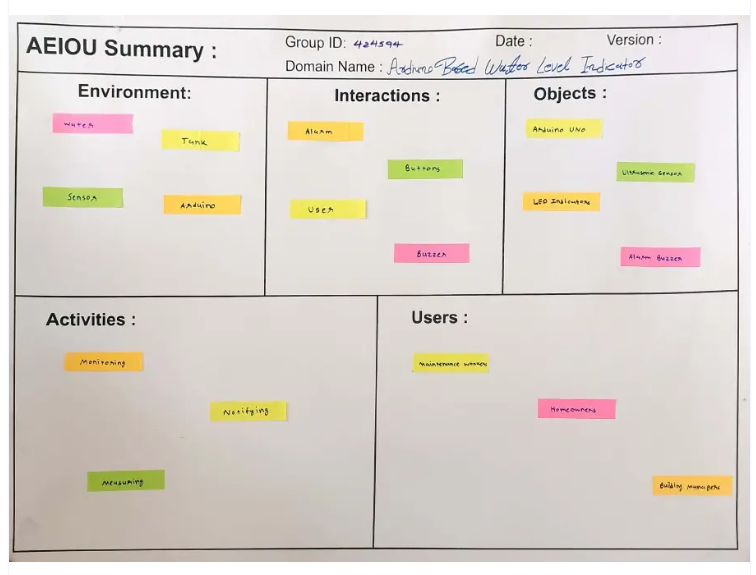 AEIOU Summary :
Group ID: 424594
Date :
Version :
Domain Name : Arduino Based Water Level Indicator
Environment:
Water
Tank
Sensor
Arduino
Interactions :
Alarm
Buttons
User
Buzzer
Objects :
Arduino UNO
Ultrasonic Sensor
LED Indicators
Alarm Buzzer
Activities :
Monitoring
Notifying
Measuring
Users :
Maintenance workers
Homeowners
Building Managers